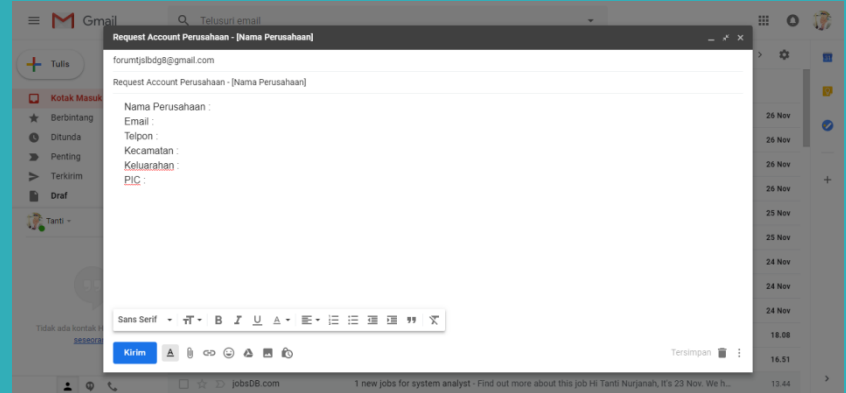 Gmail
Telusuri email
Request Account Perusahaan - [Nama Perusahaan]
forumtjslbdg8@gmail.com
Request Account Perusahaan - [Nama Perusahaan]
Nama Perusahaan :
Email :
Telpon :
Kecamatan :
Keluarahan :
PIC :
Tulis
Kotak Masuk
Berbintang
Ditunda
Penting
Terkirim
Draf
Tanti
Tidak ada kontak H
seseora
26 Nov
26 Nov
26 Nov
26 Nov
25 Nov
25 Nov
24 Nov
24 Nov
24 Nov
18.08
16.51
Sans Serif
B I U A
Kirim
Tersimpan
jobsDB.com 1 new jobs for system analyst - Find out more about this job Hi Tanti Nurjanah, It's 23 Nov. We h... 13.44